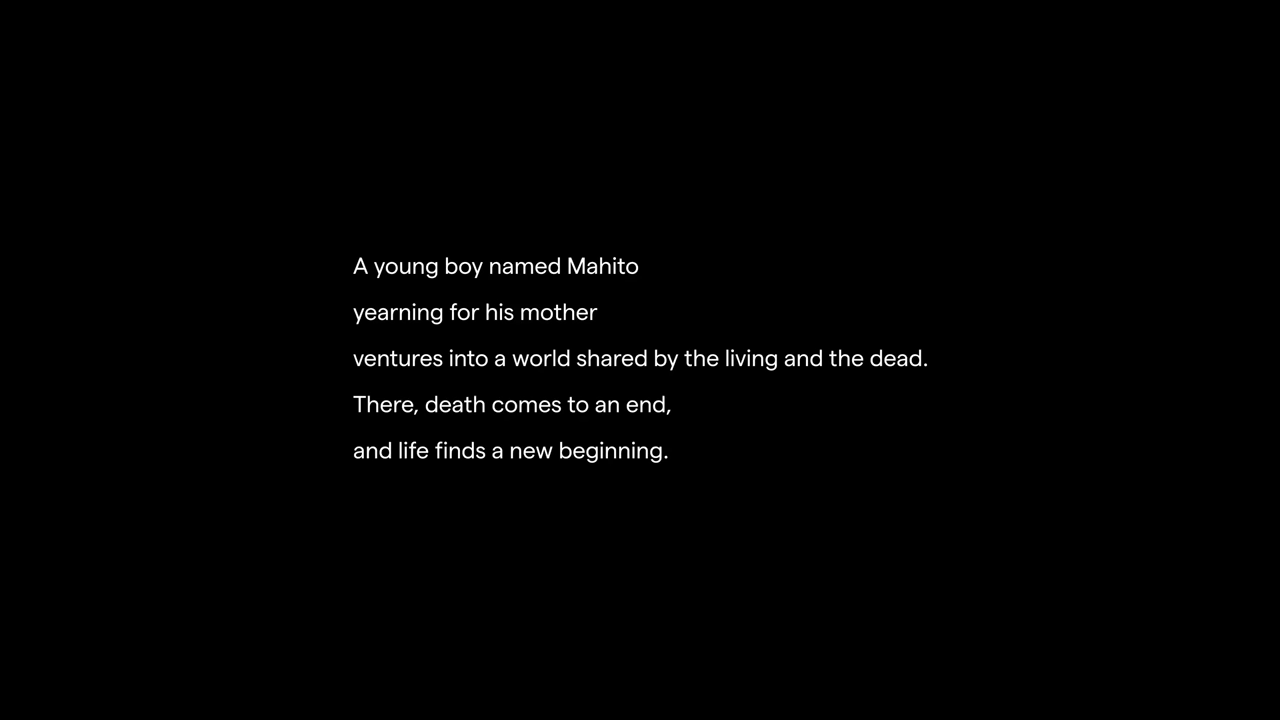 A young boy named Mahito
yearning for his mother
ventures into a world shared by the living and the dead.
There, death comes to an end,
and life finds a new beginning.